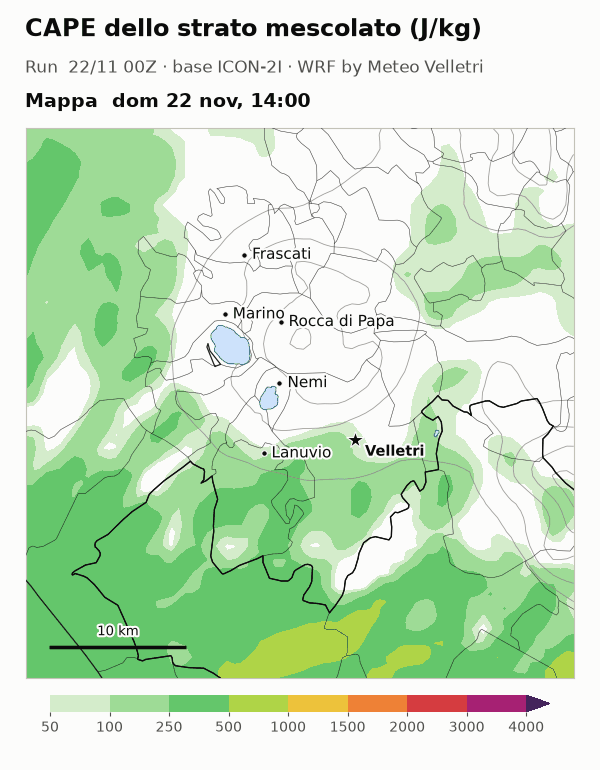 CAPE dello strato mescolato (J/kg)
Run  22/11 00Z · base ICON-2I · WRF by Meteo Velletri
Mappa  dom 22 nov, 14:00
Frascati
Marino
Rocca di Papa
Nemi
Lanuvio
Velletri
10 km
50 100 250 500 1000 1500 2000 3000 4000